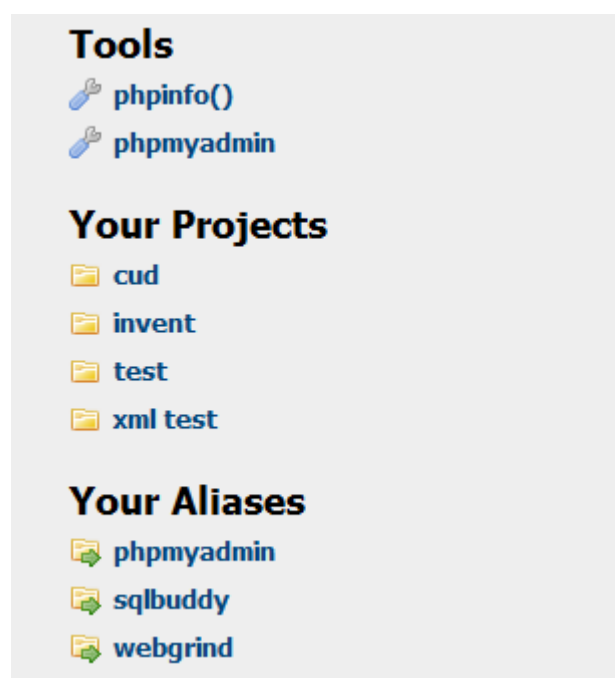 Tools
phpinfo()
phpmyadmin
Your Projects
cud
invent
test
xml test
Your Aliases
phpmyadmin
sqlbuddy
webgrind